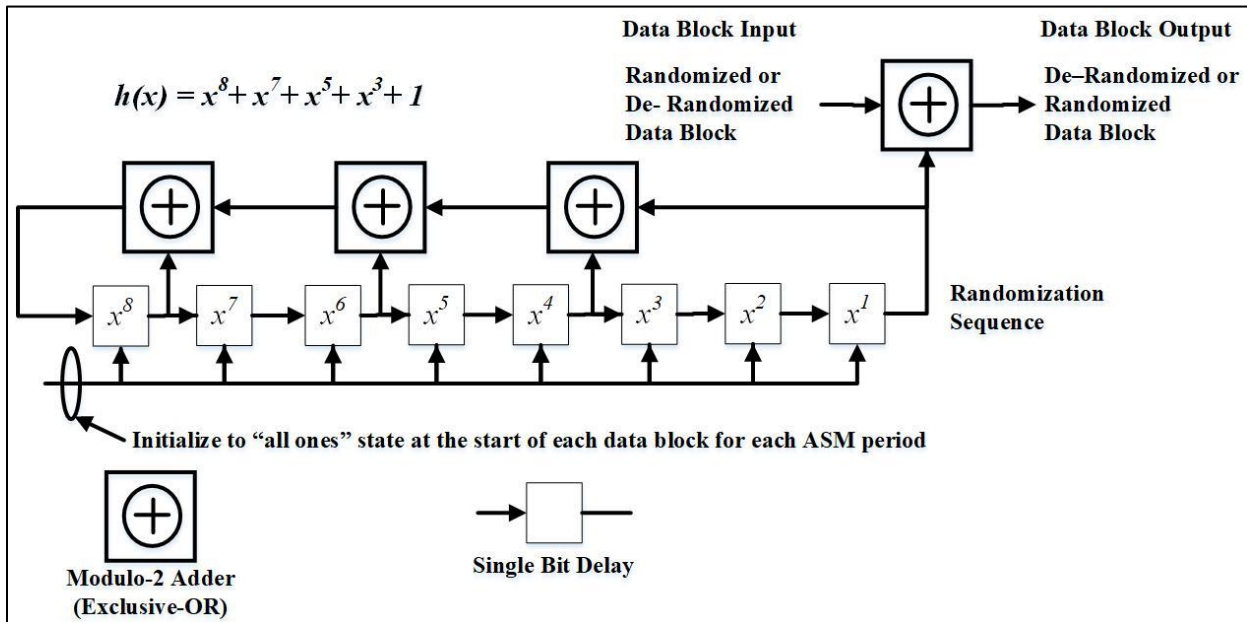 Data Block Input
Data Block Output
h(x) = x⁸+ x⁷+ x⁵+ x³+ 1
Randomized or
De- Randomized
Data Block
De–Randomized or
Randomized
Data Block
x⁸ x⁷ x⁶ x⁵ x⁴ x³ x² x¹
Randomization
Sequence
Initialize to “all ones” state at the start of each data block for each ASM period
Modulo-2 Adder
(Exclusive-OR)
Single Bit Delay